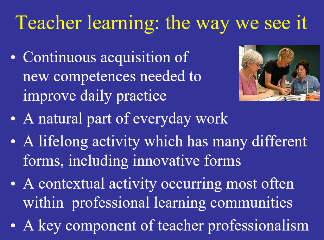 Teacher learning: the way we see it
• Continuous acquisition of
new competences needed to
improve daily practice
• A natural part of everyday work
• A lifelong activity which has many different
forms, including innovative forms
• A contextual activity occurring most often
within professional learning communities
• A key component of teacher professionalism